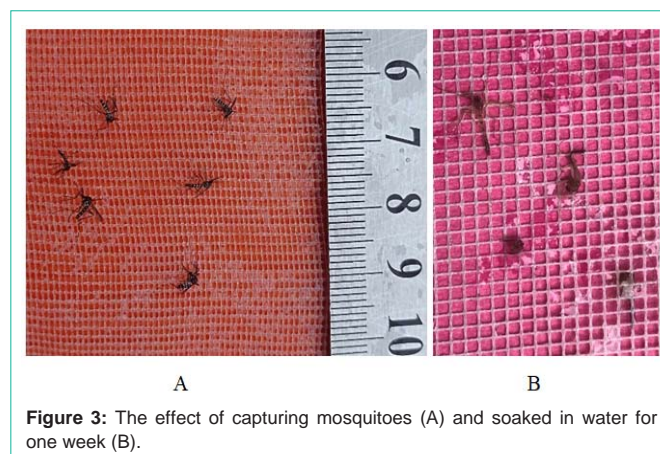 6
7
8
9
10
A B
Figure 3: The effect of capturing mosquitoes (A) and soaked in water for
one week (B).